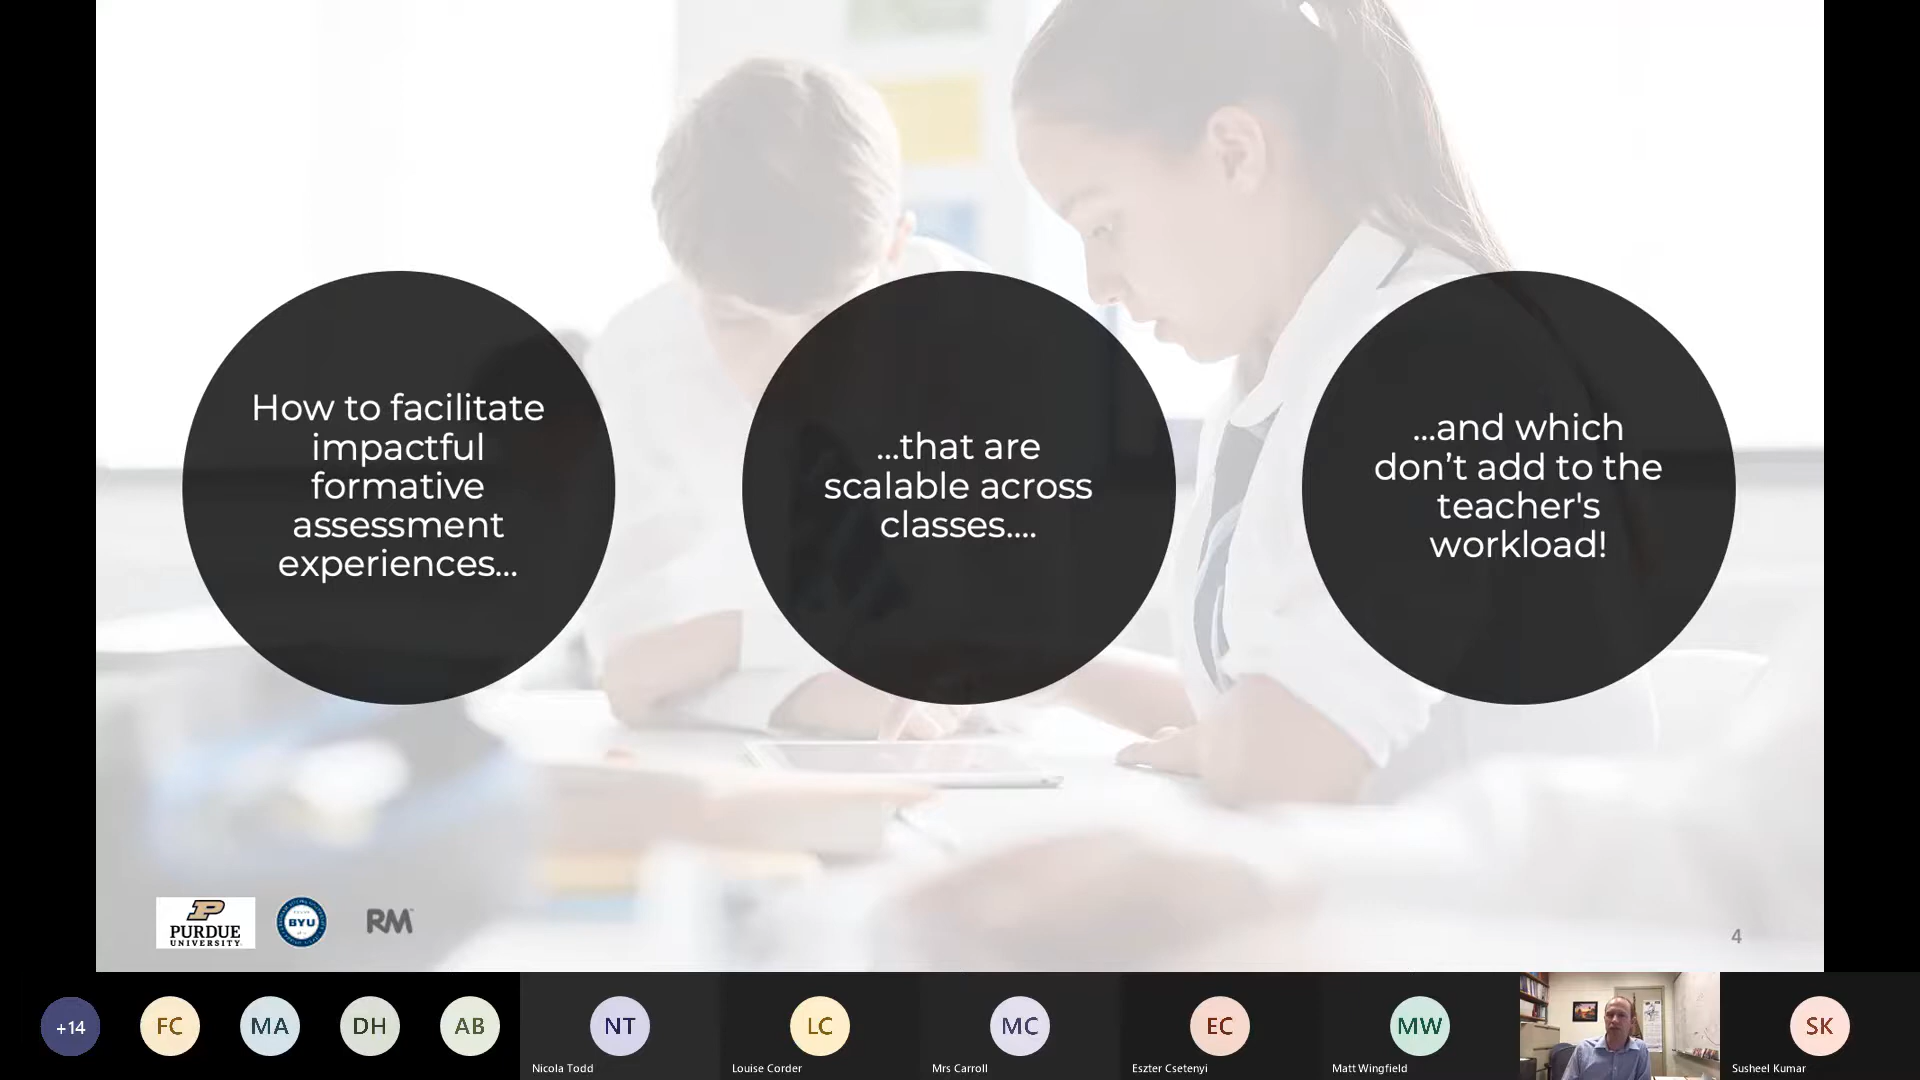 How to facilitate
impactful
formative
assessment
experiences...
...that are
scalable across
classes....
...and which
don’t add to the
teacher's
workload!
P
PURDUE
UNIVERSITY
BYU
RM
4
+14
FC
MA
DH
AB
NT
LC
MC
EC
MW
SK
Nicola Todd
Louise Corder
Mrs Carroll
Eszter Csetenyi
Matt Wingfield
Susheel Kumar